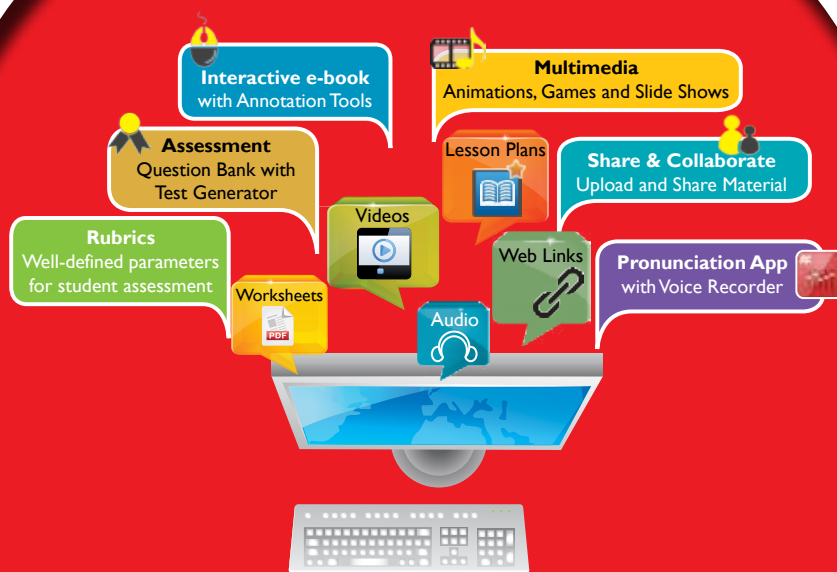 Interactive e-book
with Annotation Tools
Multimedia
Animations, Games and Slide Shows
Assessment
Question Bank with
Test Generator
Lesson Plans
Share & Collaborate
Upload and Share Material
Videos
Rubrics
Well-defined parameters
for student assessment
Web Links
Pronunciation App
with Voice Recorder
Worksheets
PDF
Audio